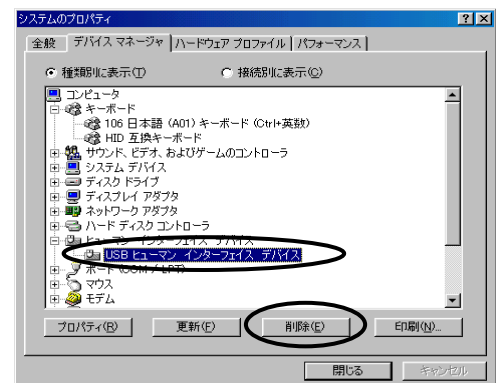 システムのプロパティ
全般 デバイス マネージャ ハードウェア プロファイル パフォーマンス
種類別に表示(T) 接続別に表示(C)
コンピュータ
キーボード
106 日本語 (A01) キーボード (Ctrl+英数)
HID 互換キーボード
サウンド、ビデオ、およびゲームのコントローラ
システム デバイス
ディスク ドライブ
ディスプレイ アダプタ
ネットワーク アダプタ
ハード ディスク コントローラ
ヒューマン インターフェイス デバイス
USB ヒューマン インターフェイス デバイス
ポート (COM / LPT)
マウス
モデム
プロパティ(R) 更新(F) 削除(E) 印刷(N)...
閉じる キャンセル